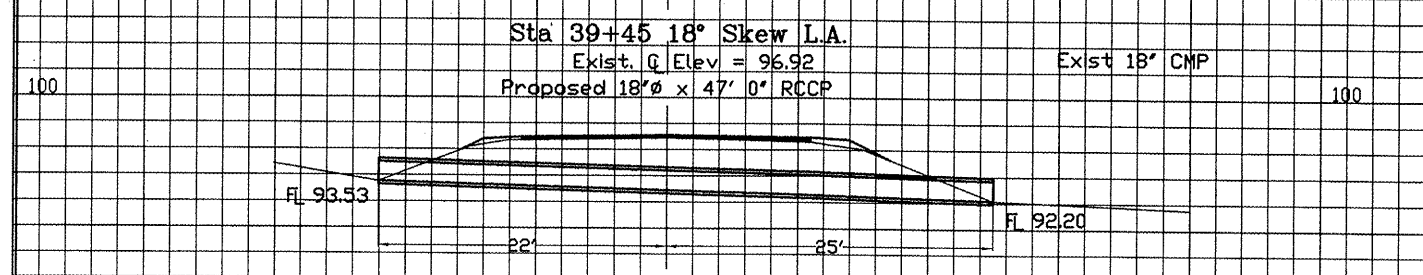 Sta 39+45 18° Skew L.A.
Exist. ℄ Elev = 96.92
Exist 18" CMP
Proposed 18"ø x 47' 0" RCCP
100
100
FL 93.53
FL 92.20
22'
25'